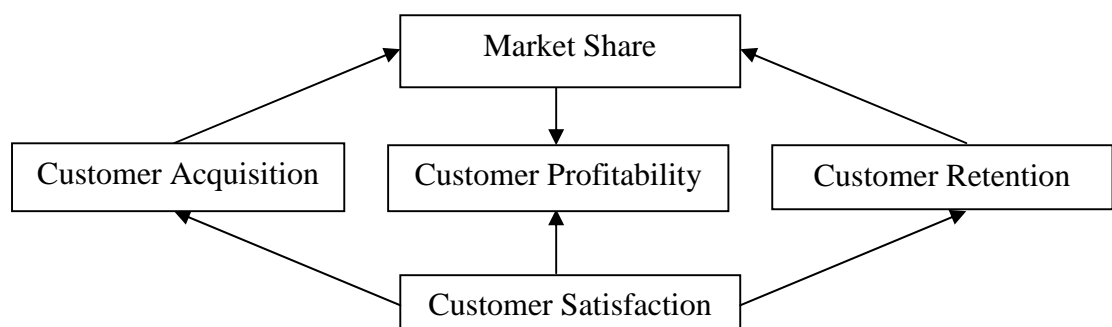 Market Share
Customer Acquisition
Customer Profitability
Customer Retention
Customer Satisfaction